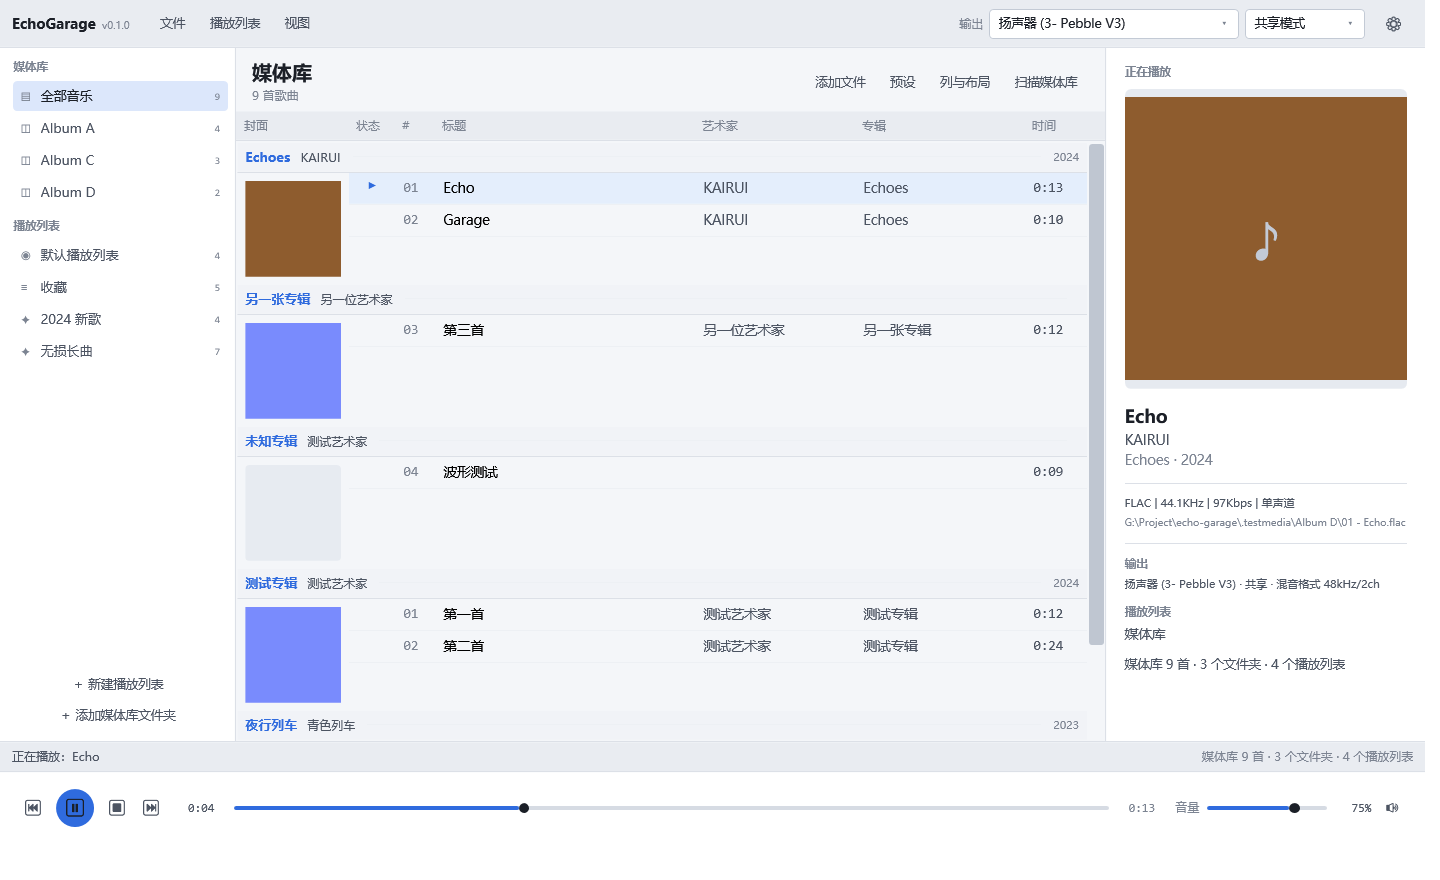 EchoGarage v0.1.0 文件 播放列表 视图 输出 扬声器 (3- Pebble V3) 共享模式
媒体库
全部音乐 9
Album A 4
Album C 3
Album D 2
播放列表
默认播放列表 4
收藏 5
2024 新歌 4
无损长曲 7
+ 新建播放列表
+ 添加媒体库文件夹
媒体库
9 首歌曲
添加文件 预设 列与布局 扫描媒体库
封面 状态 # 标题 艺术家 专辑 时间
Echoes KAIRUI 2024
01 Echo KAIRUI Echoes 0:13
02 Garage KAIRUI Echoes 0:10
另一张专辑 另一位艺术家
03 第三首 另一位艺术家 另一张专辑 0:12
未知专辑 测试艺术家
04 波形测试 0:09
测试专辑 测试艺术家 2024
01 第一首 测试艺术家 测试专辑 0:12
02 第二首 测试艺术家 测试专辑 0:24
夜行列车 青色列车 2023
正在播放
Echo
KAIRUI
Echoes · 2024
FLAC | 44.1KHz | 97Kbps | 单声道
G:\Project\echo-garage\.testmedia\Album D\01 - Echo.flac
输出
扬声器 (3- Pebble V3) · 共享 · 混音格式 48kHz/2ch
播放列表
媒体库
媒体库 9 首 · 3 个文件夹 · 4 个播放列表
正在播放：Echo 媒体库 9 首 · 3 个文件夹 · 4 个播放列表
0:04 0:13 音量 75%